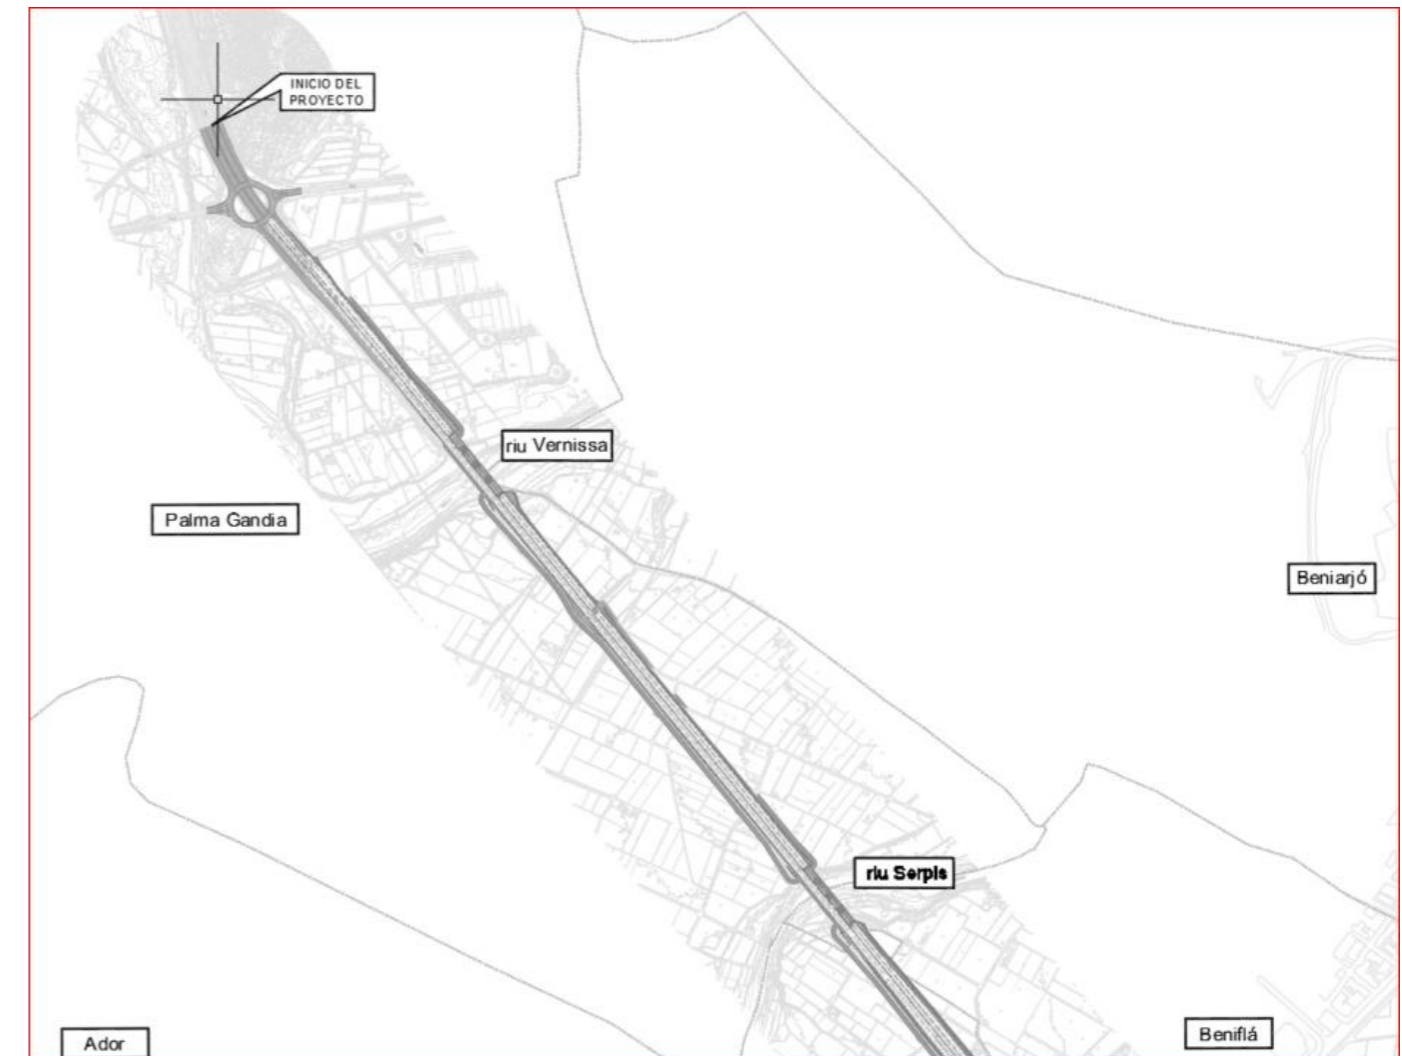 INICIO DEL
PROYECTO
riu Vernissa
Palma Gandia
Beniarjó
riu Serpis
Beniflá
Ador